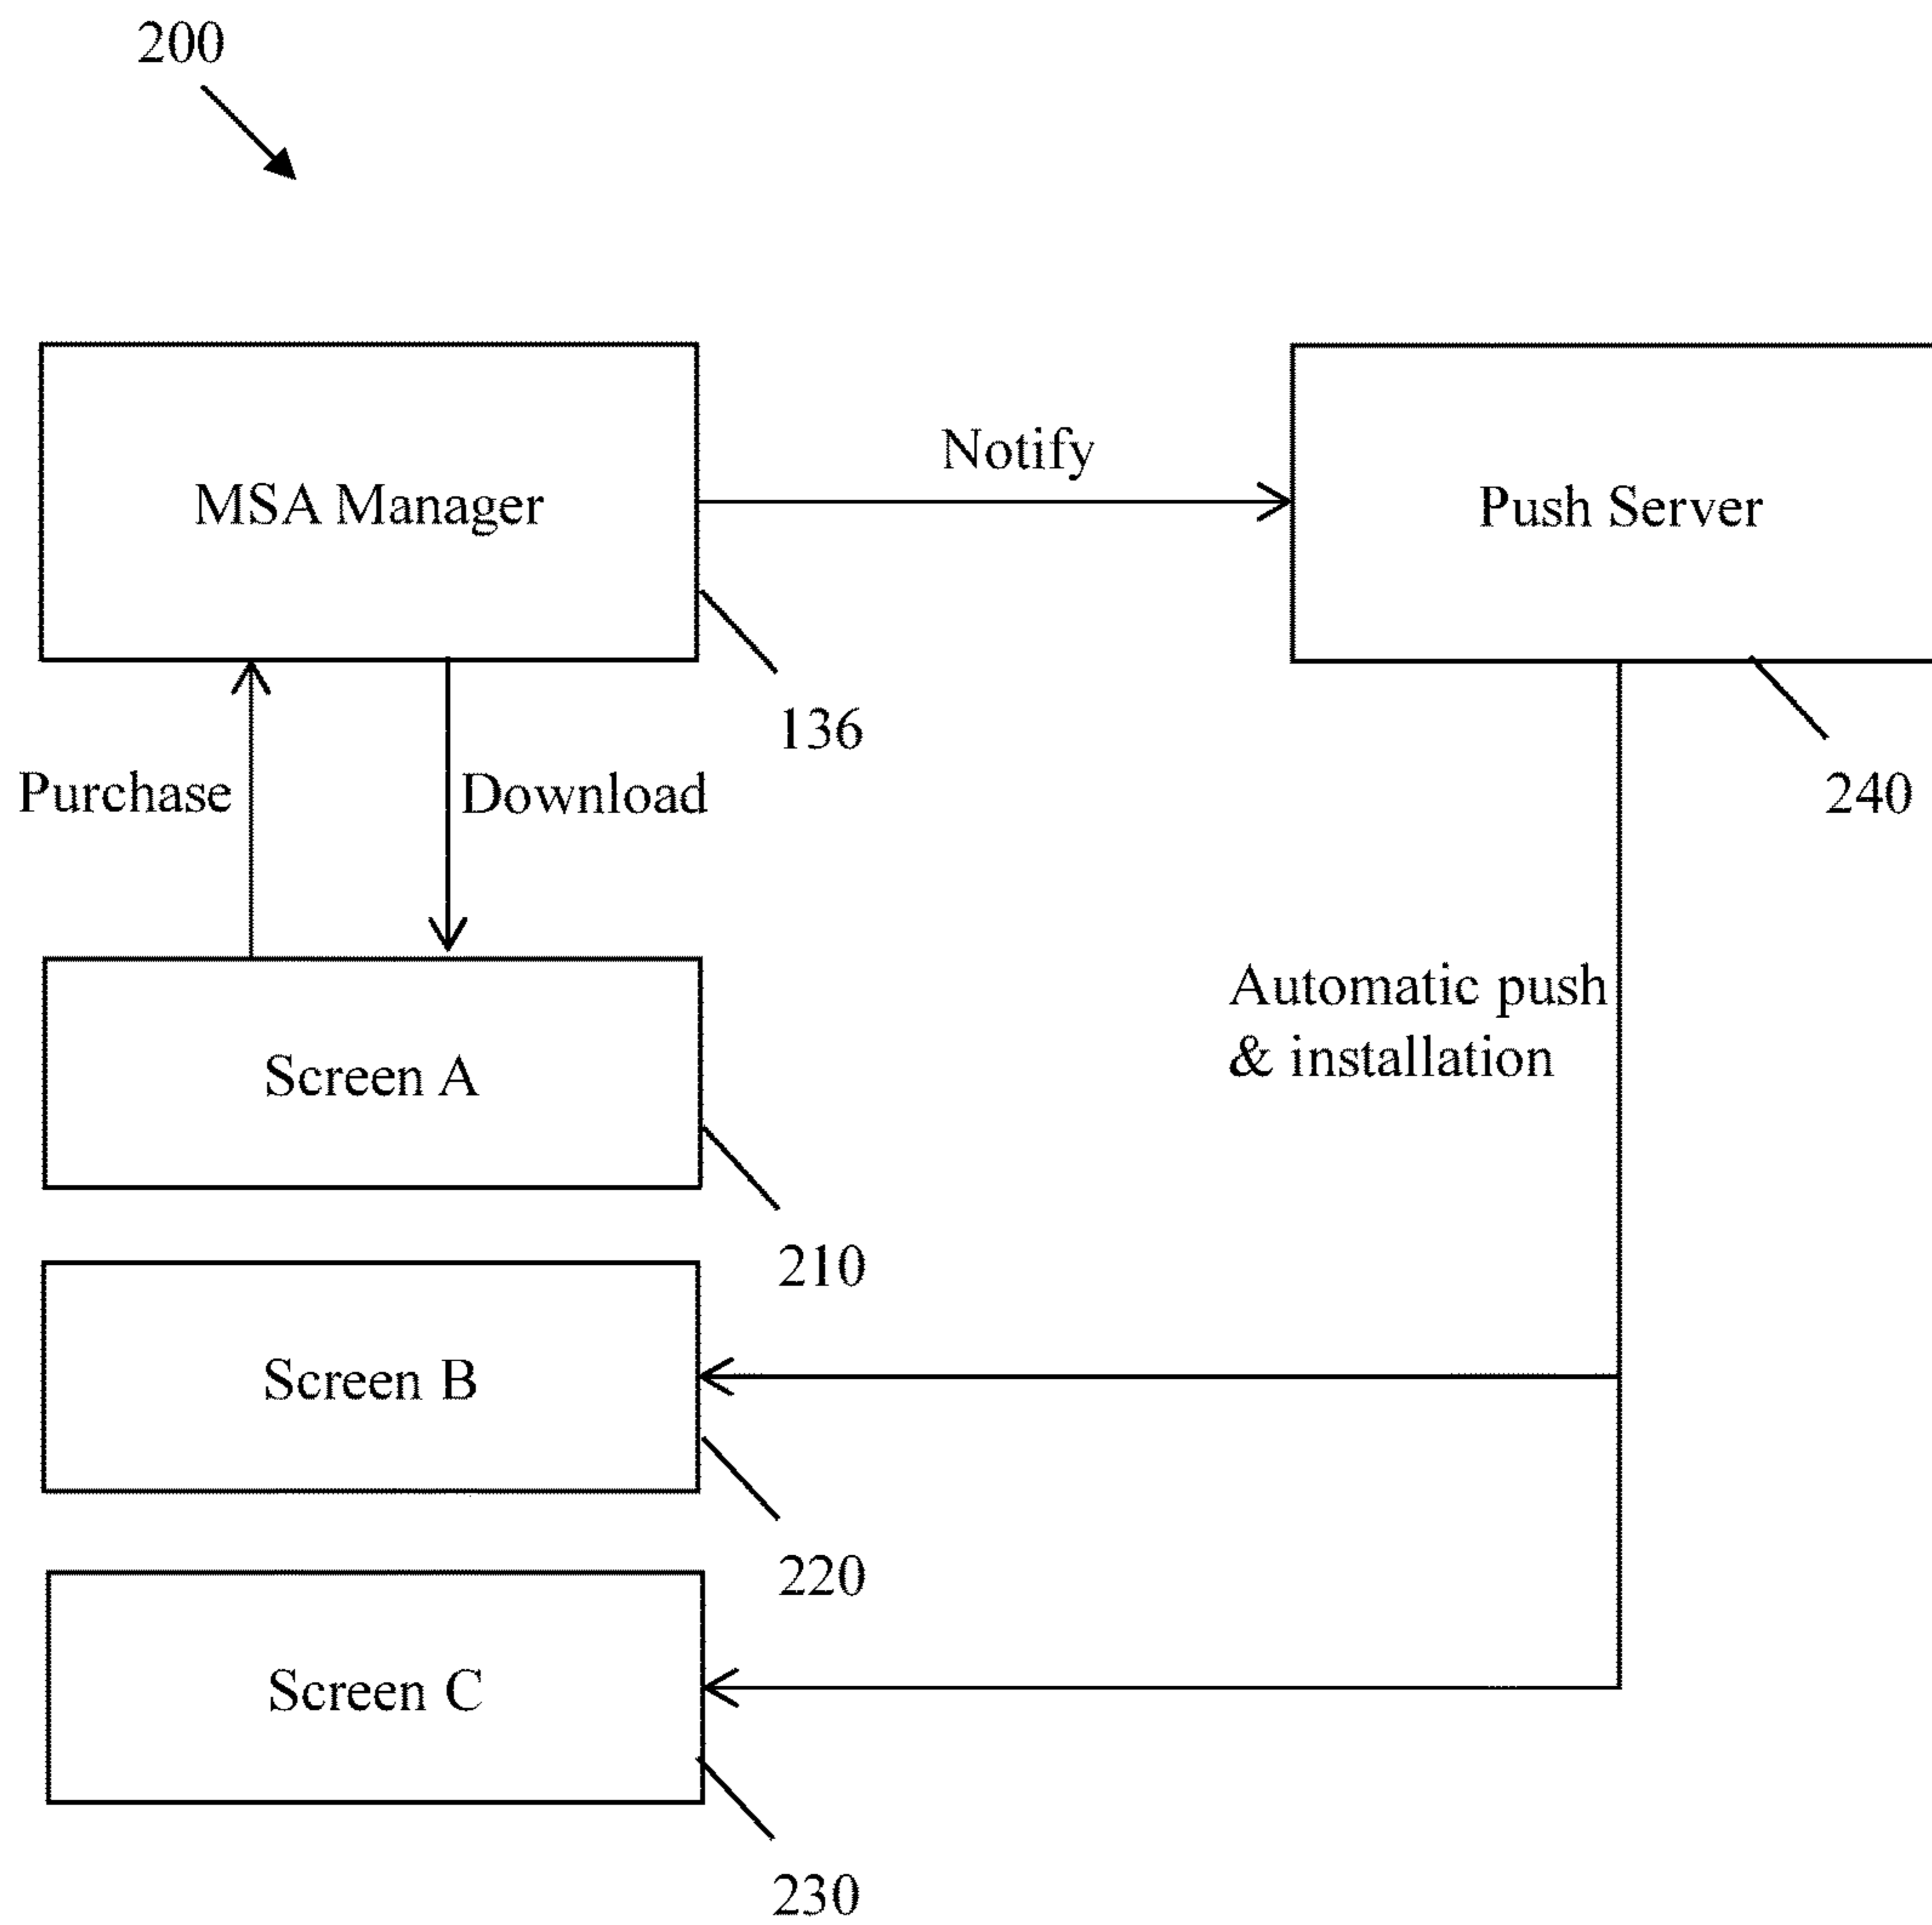 200
MSA Manager
Notify
Push Server
136
240
Purchase
Download
Automatic push
& installation
Screen A
210
Screen B
220
Screen C
230